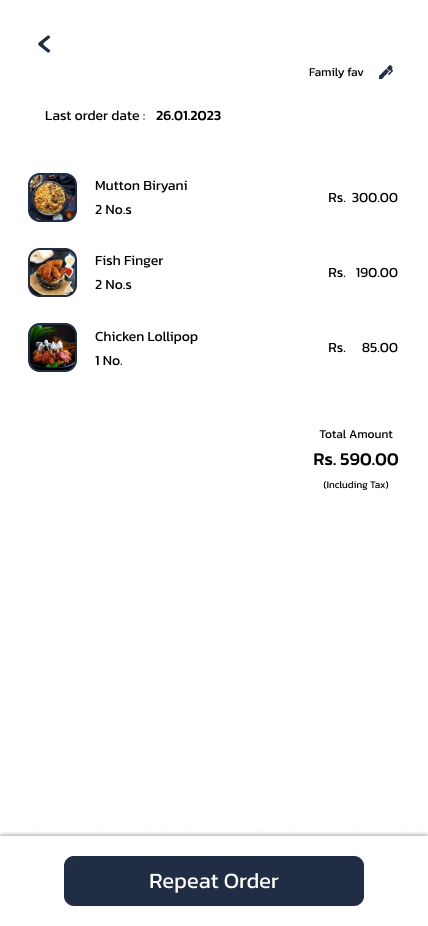 Family fav
Last order date : 26.01.2023
Mutton Biryani
2 No.s
Rs. 300.00
Fish Finger
2 No.s
Rs. 190.00
Chicken Lollipop
1 No.
Rs. 85.00
Total Amount
Rs. 590.00
(Including Tax)
Repeat Order